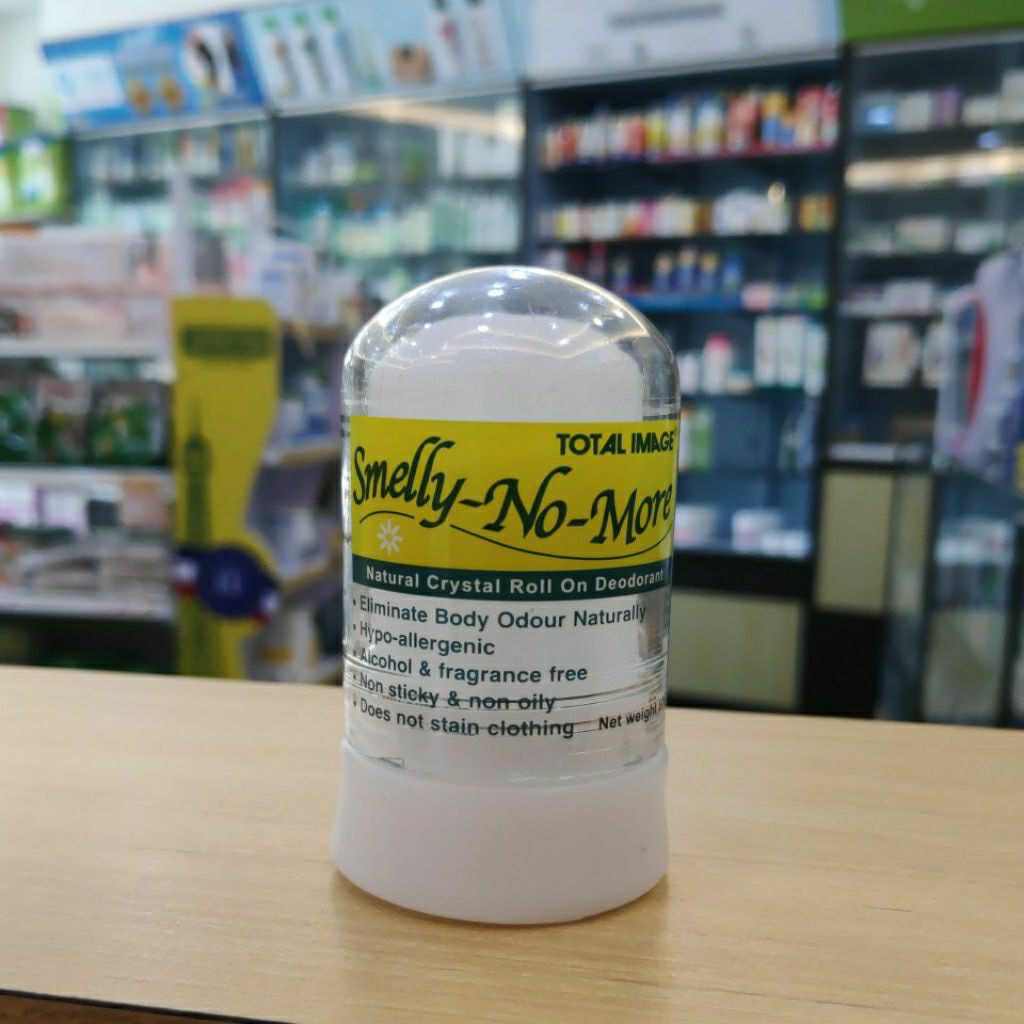 TOTAL IMAGE
Smelly-No-More
Natural Crystal Roll On Deodorant
• Eliminate Body Odour Naturally
• Hypo-allergenic
• Alcohol & fragrance free
• Non sticky & non oily
• Does not stain clothing
Net weight